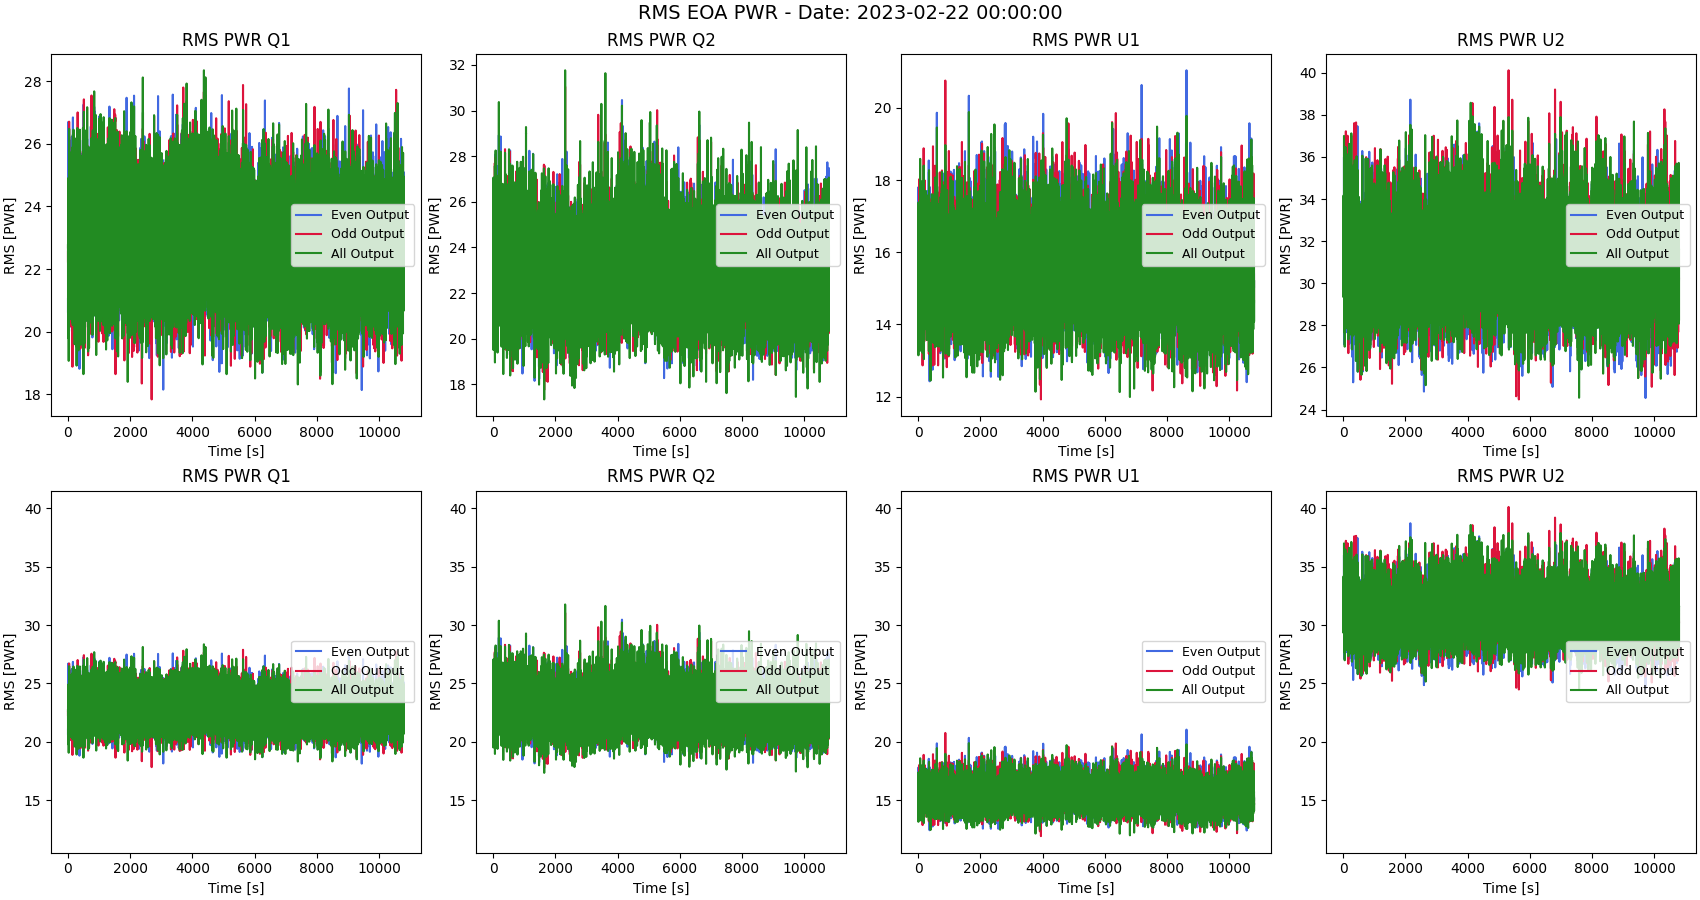 RMS EOA PWR - Date: 2023-02-22 00:00:00
RMS PWR Q1
RMS [PWR]
28
26
24
22
20
18
Even Output
Odd Output
All Output
0 2000 4000 6000 8000 10000
Time [s]
RMS PWR Q2
RMS [PWR]
32
30
28
26
24
22
20
18
Even Output
Odd Output
All Output
0 2000 4000 6000 8000 10000
Time [s]
RMS PWR U1
RMS [PWR]
20
18
16
14
12
Even Output
Odd Output
All Output
0 2000 4000 6000 8000 10000
Time [s]
RMS PWR U2
RMS [PWR]
40
38
36
34
32
30
28
26
24
Even Output
Odd Output
All Output
0 2000 4000 6000 8000 10000
Time [s]
RMS PWR Q1
RMS [PWR]
40
35
30
25
20
15
Even Output
Odd Output
All Output
0 2000 4000 6000 8000 10000
Time [s]
RMS PWR Q2
RMS [PWR]
40
35
30
25
20
15
Even Output
Odd Output
All Output
0 2000 4000 6000 8000 10000
Time [s]
RMS PWR U1
RMS [PWR]
40
35
30
25
20
15
Even Output
Odd Output
All Output
0 2000 4000 6000 8000 10000
Time [s]
RMS PWR U2
RMS [PWR]
40
35
30
25
20
15
Even Output
Odd Output
All Output
0 2000 4000 6000 8000 10000
Time [s]